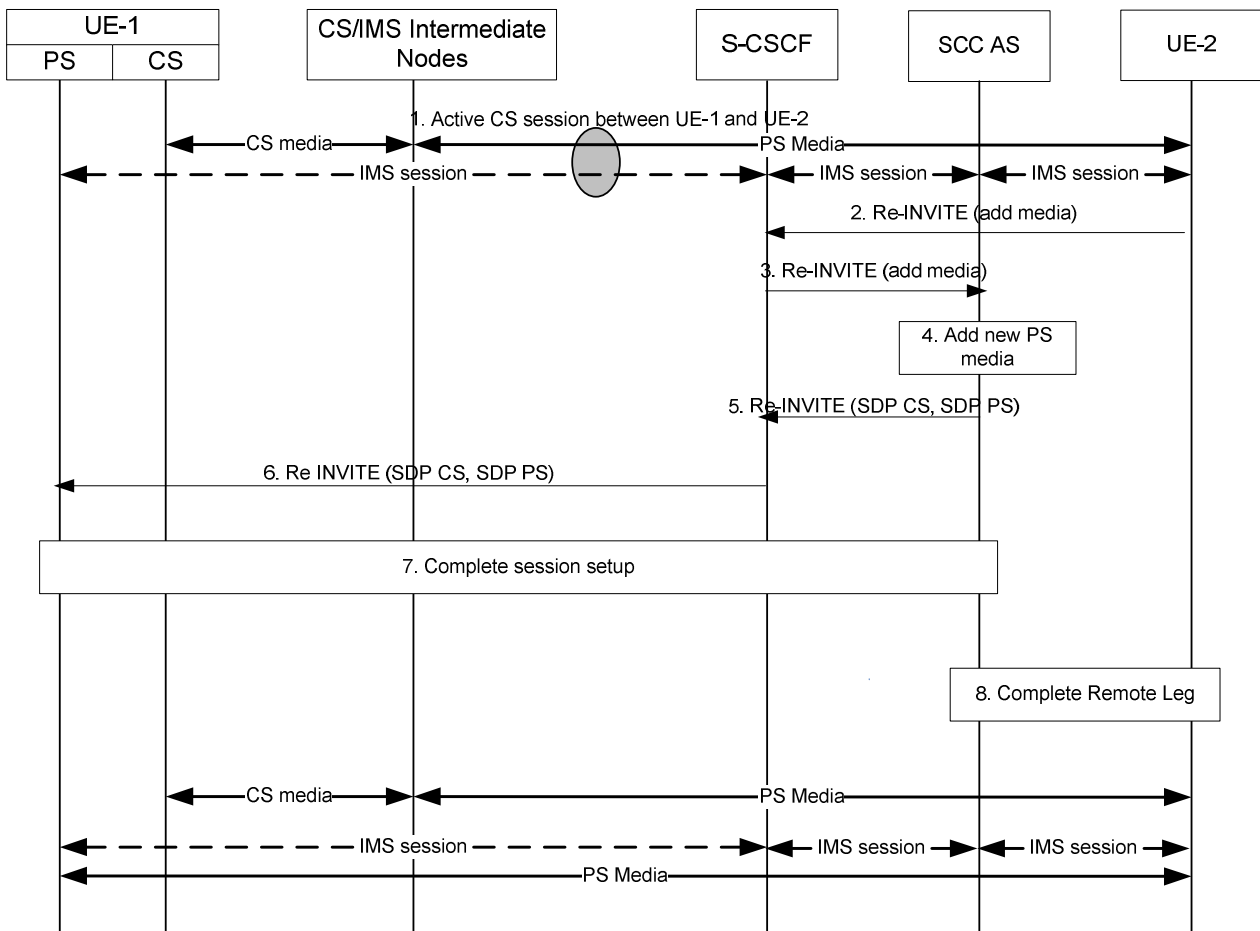 UE-1
PS
CS
CS/IMS Intermediate
Nodes
S-CSCF
SCC AS
UE-2
1. Active CS session between UE-1 and UE-2
CS media
PS Media
IMS session
IMS session
IMS session
2. Re-INVITE (add media)
3. Re-INVITE (add media)
4. Add new PS
media
5. Re-INVITE (SDP CS, SDP PS)
6. Re INVITE (SDP CS, SDP PS)
7. Complete session setup
8. Complete Remote Leg
CS media
PS Media
IMS session
IMS session
IMS session
PS Media